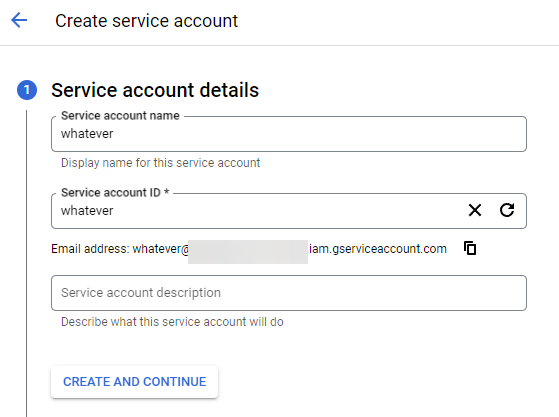 Create service account
1 Service account details
Service account name
whatever
Display name for this service account
Service account ID *
whatever
Email address: whatever@ iam.gserviceaccount.com
Service account description
Describe what this service account will do
CREATE AND CONTINUE